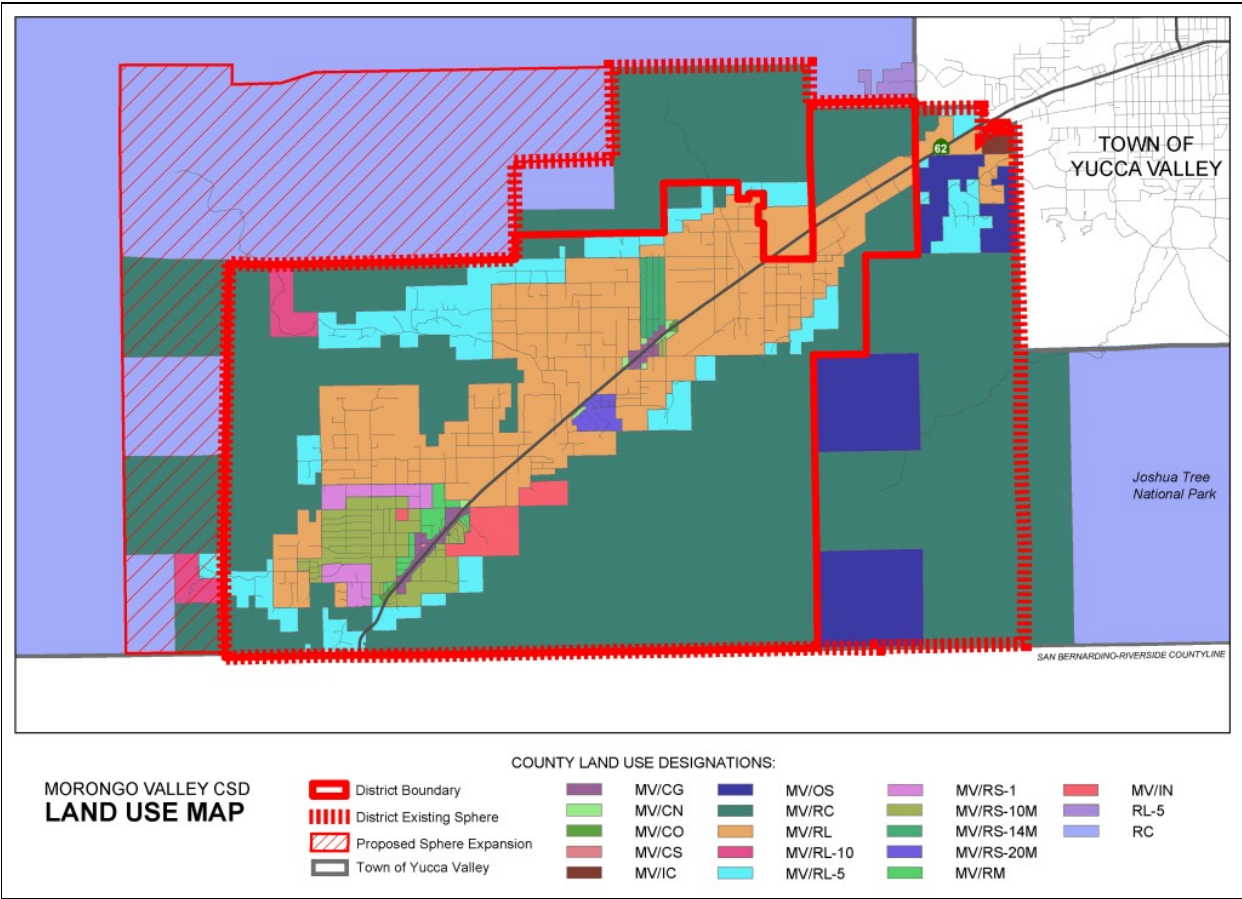 62
TOWN OF
YUCCA VALLEY
Joshua Tree
National Park
SAN BERNARDINO-RIVERSIDE COUNTYLINE
MORONGO VALLEY CSD
LAND USE MAP
District Boundary
District Existing Sphere
Proposed Sphere Expansion
Town of Yucca Valley
COUNTY LAND USE DESIGNATIONS:
MV/CG
MV/CN
MV/CO
MV/CS
MV/IC
MV/OS
MV/RC
MV/RL
MV/RL-10
MV/RL-5
MV/RS-1
MV/RS-10M
MV/RS-14M
MV/RS-20M
MV/RM
MV/IN
RL-5
RC